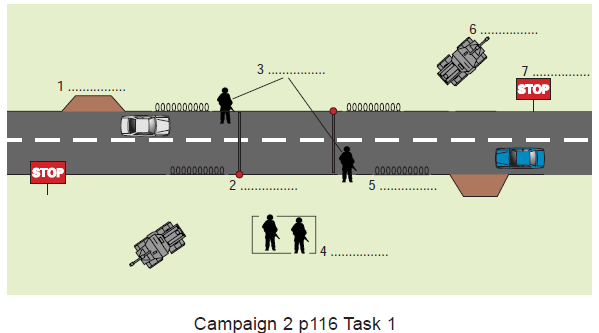 6 ................
7 ................
1 ................
3 ................
STOP
STOP
2 ................
5 ................
4 ................
Campaign 2 p116 Task 1